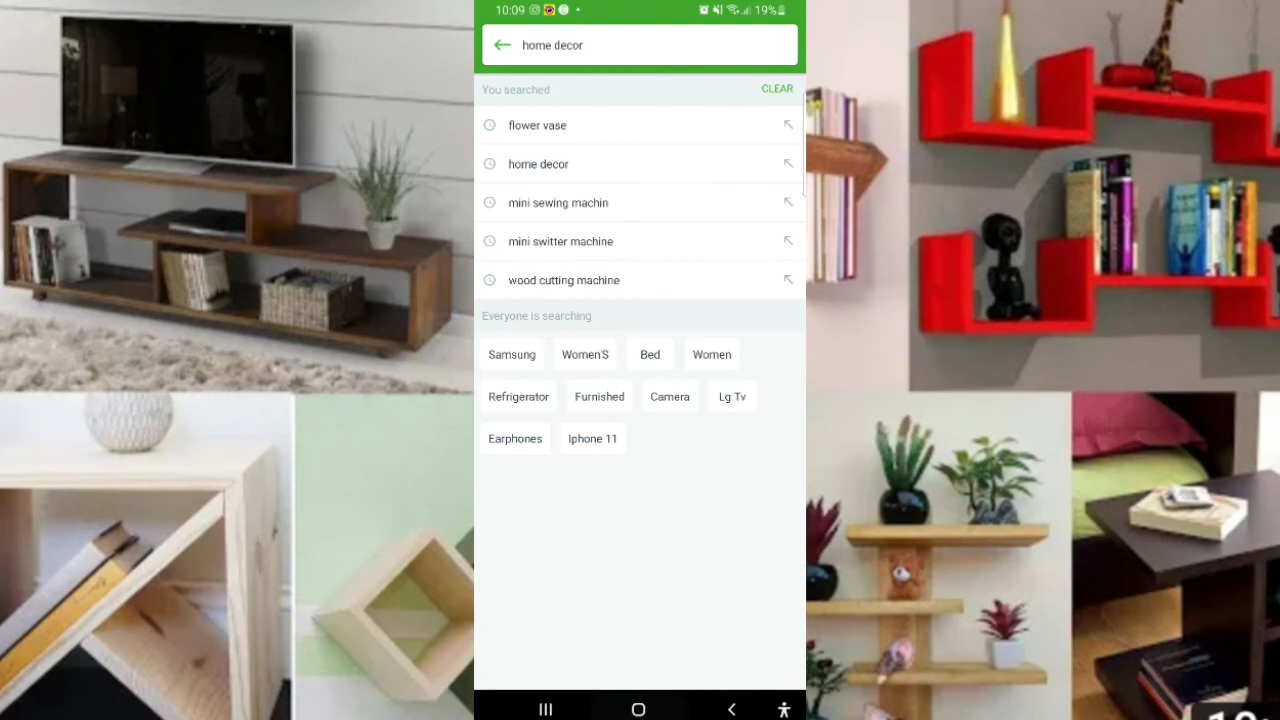 10:09
19%
home decor
You searched
CLEAR
flower vase
home decor
mini sewing machin
mini switter machine
wood cutting machine
Everyone is searching
Samsung
Women'S
Bed
Women
Refrigerator
Furnished
Camera
Lg Tv
Earphones
Iphone 11